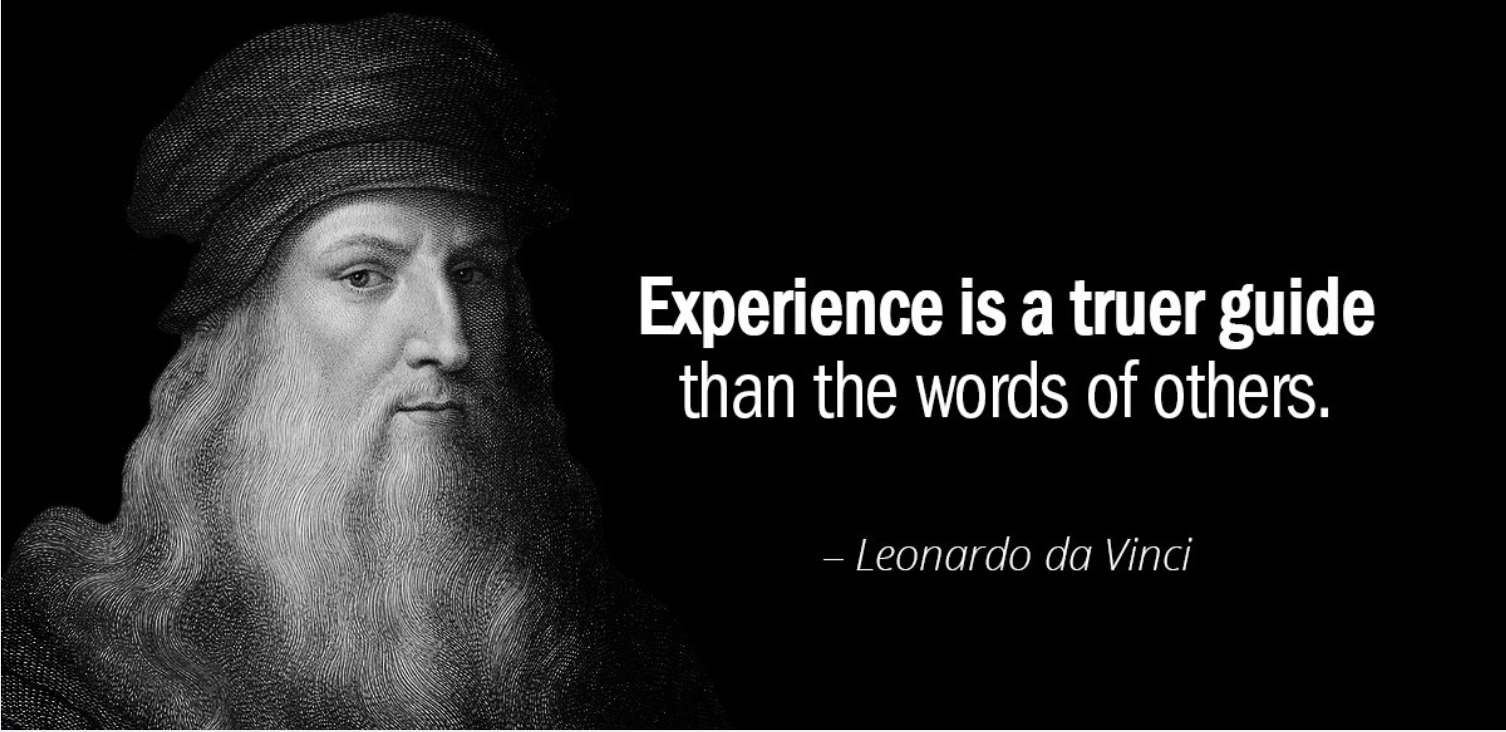 Experience is a truer guide
than the words of others.
– Leonardo da Vinci